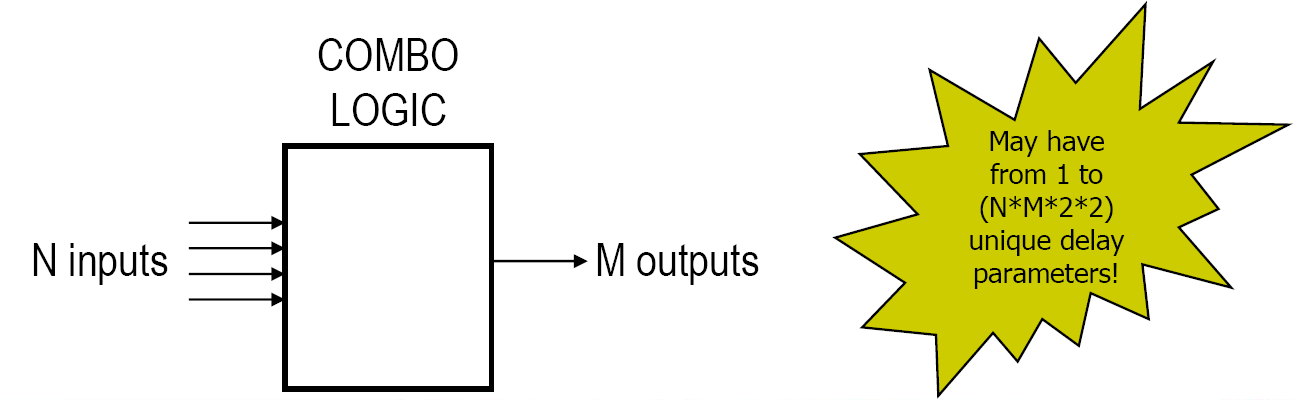 COMBO
LOGIC
N inputs
M outputs
May have
from 1 to
(N*M*2*2)
unique delay
parameters!